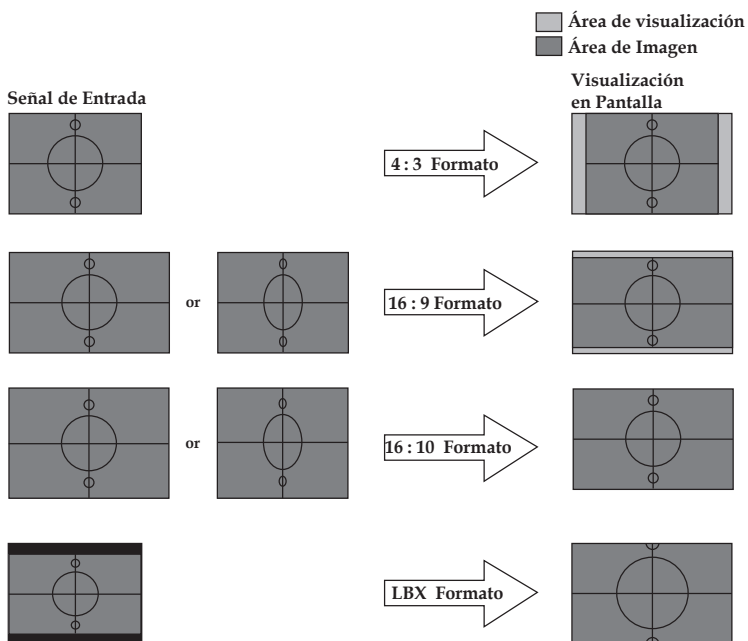 Área de visualización
Área de Imagen
Señal de Entrada
Visualización
en Pantalla
4 : 3 Formato
or
16 : 9 Formato
or
16 : 10 Formato
LBX Formato